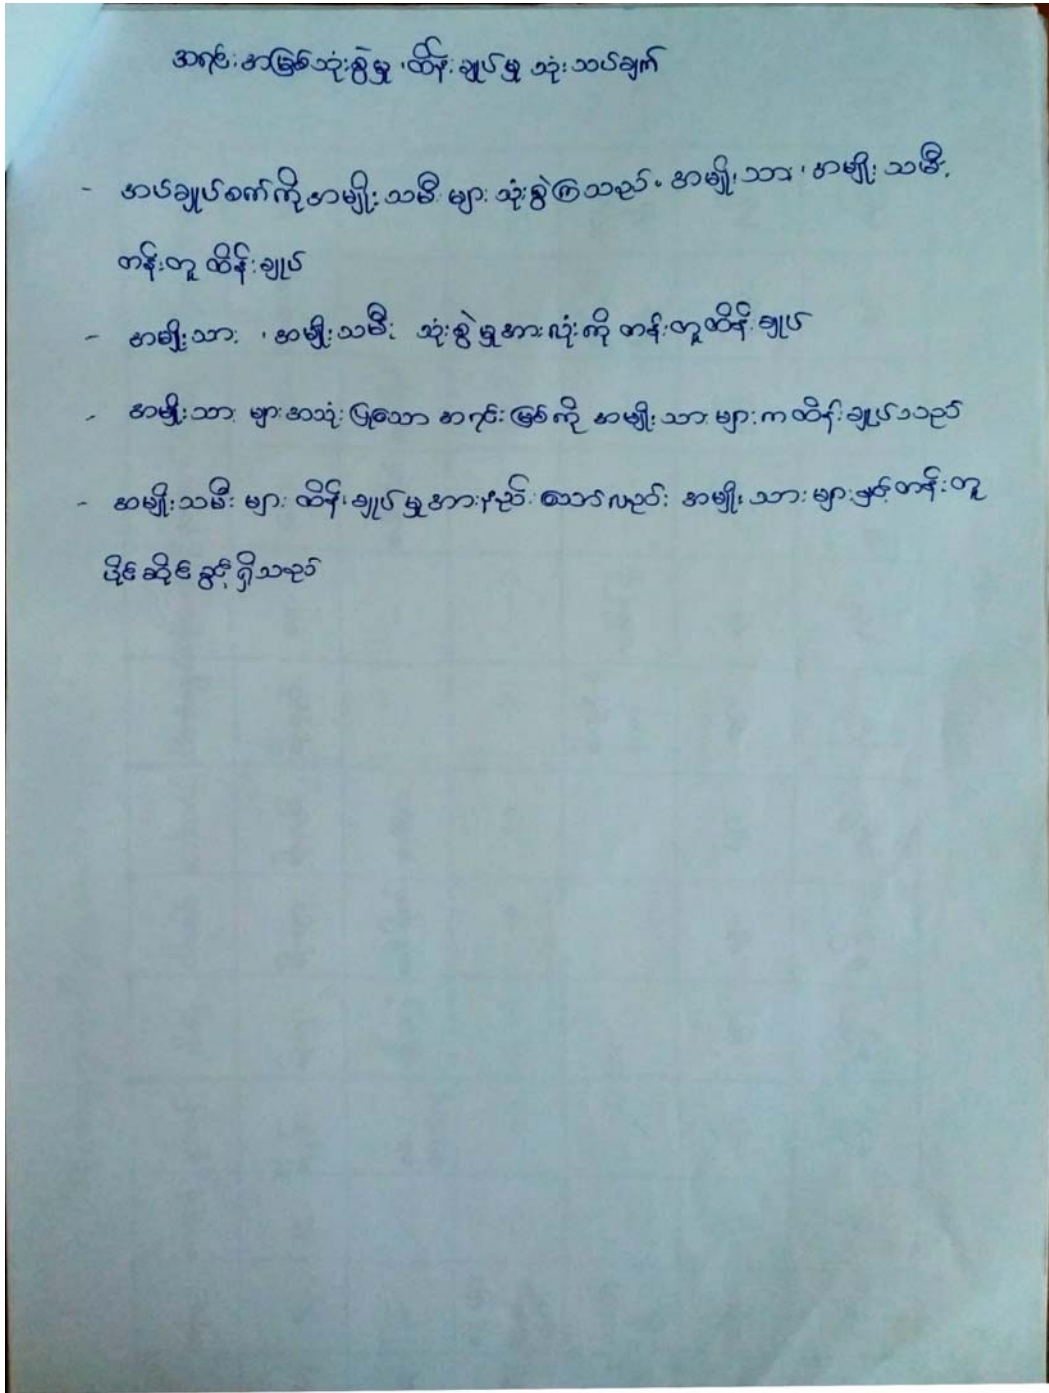 အရင်းအမြစ်သုံးစွဲမှု ၊ ထိန်းချုပ်မှု သုံးသပ်ချက်
- အပ်ချုပ်စက်ကို အမျိုးသမီးများ သုံးစွဲကြသည်။ အမျိုးသား ၊ အမျိုးသမီး
တန်းတူ ထိန်းချုပ်
- အမျိုးသား ၊ အမျိုးသမီး သုံးစွဲမှုအားလုံးကို တန်းတူထိန်းချုပ်
- အမျိုးသား များအသုံးပြုသော အရင်းမြစ်ကို အမျိုးသားများက ထိန်းချုပ်သည်
- အမျိုးသမီး များ ထိန်းချုပ်မှုအားနည်းသော်လည်း အမျိုးသားများနှင့် တန်းတူ
ပိုင်ဆိုင်ခွင့်ရှိသည်